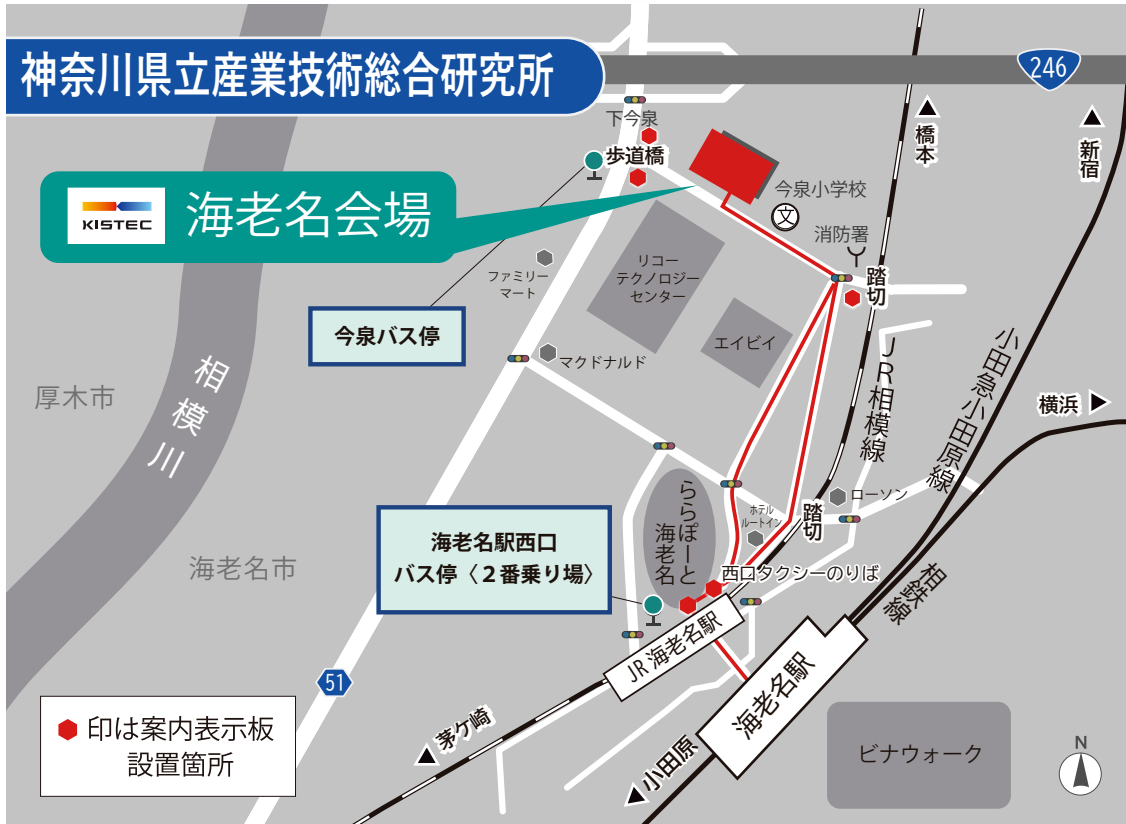 神奈川県立産業技術総合研究所
246
下今泉
歩道橋
橋本
新宿
KISTEC
海老名会場
今泉小学校
文
消防署
踏切
ファミリー
マート
リコー
テクノロジー
センター
今泉バス停
エイビイ
マクドナルド
JR相模線
小田急小田原線
横浜
厚木市
相模川
海老名市
ローソン
ホテル
ルートイン
踏切
ららぽーと
海老名
海老名駅西口
バス停〈2番乗り場〉
西口タクシーのりば
相鉄線
JR 海老名駅
海老名駅
51
茅ケ崎
小田原
ビナウォーク
N
印は案内表示板
設置箇所